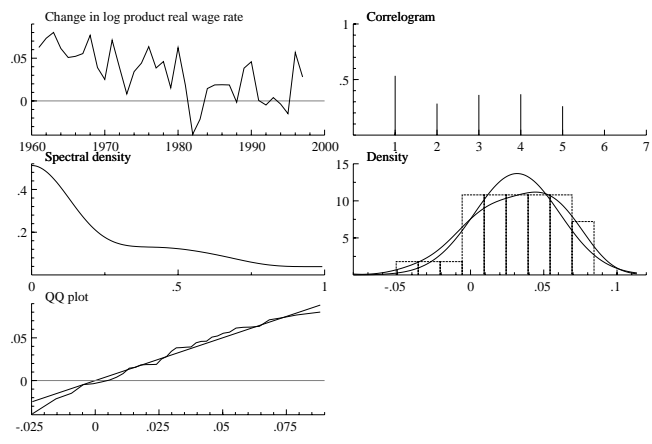 Change in log product real wage rate
.05
0
1960 1970 1980 1990 2000
Correlogram
1
.5
1 2 3 4 5 6 7
Spectral density
.4
.2
0 .5 1
Density
15
10
5
-.05 0 .05 .1
QQ plot
.05
0
-.025 0 .025 .05 .075